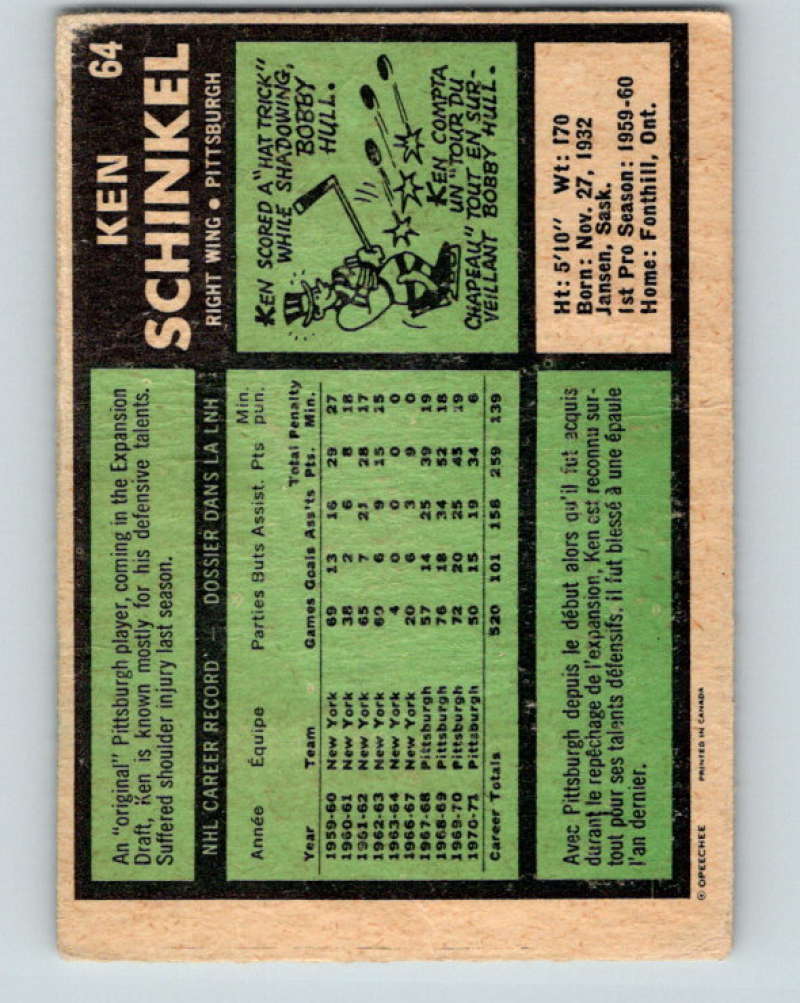 64
KEN
SCHINKEL
RIGHT WING • PITTSBURGH
An "original" Pittsburgh player, coming in the Expansion
Draft, Ken is known mostly for his defensive talents.
Suffered shoulder injury last season.
KEN SCORED A "HAT TRICK"
WHILE SHADOWING,
BOBBY
HULL.
KEN COMPTA
UN "TOUR DU
CHAPEAU" TOUT EN SUR-
VEILLANT BOBBY HULL.
NHL CAREER RECORD — DOSSIER DANS LA LNH
Année Équipe Parties Buts Assist. Pts Min. pun.
Year Team Games Goals Ass'ts Total Pts. Penalty Min.
1959-60 New York 69 13 16 29 27
1960-61 New York 38 2 6 8 18
1961-62 New York 65 7 21 28 17
1962-63 New York 69 6 9 15 15
1963-64 New York 4 0 0 0 0
1966-67 New York 20 6 3 9 0
1967-68 Pittsburgh 57 14 25 39 19
1968-69 Pittsburgh 76 18 34 52 18
1969-70 Pittsburgh 72 20 25 45 19
1970-71 Pittsburgh 50 15 19 34 6
Career Totals 520 101 158 259 139
Ht: 5'10" Wt: 170
Born: Nov. 27, 1932
Jansen, Sask.
1st Pro Season: 1959-60
Home: Fonthill, Ont.
Avec Pittsburgh depuis le début alors qu'il fut acquis
durant le repêchage de l'expansion, Ken est reconnu sur-
tout pour ses talents défensifs. Il fut blessé à une épaule
l'an dernier.
© OPEECHEE PRINTED IN CANADA